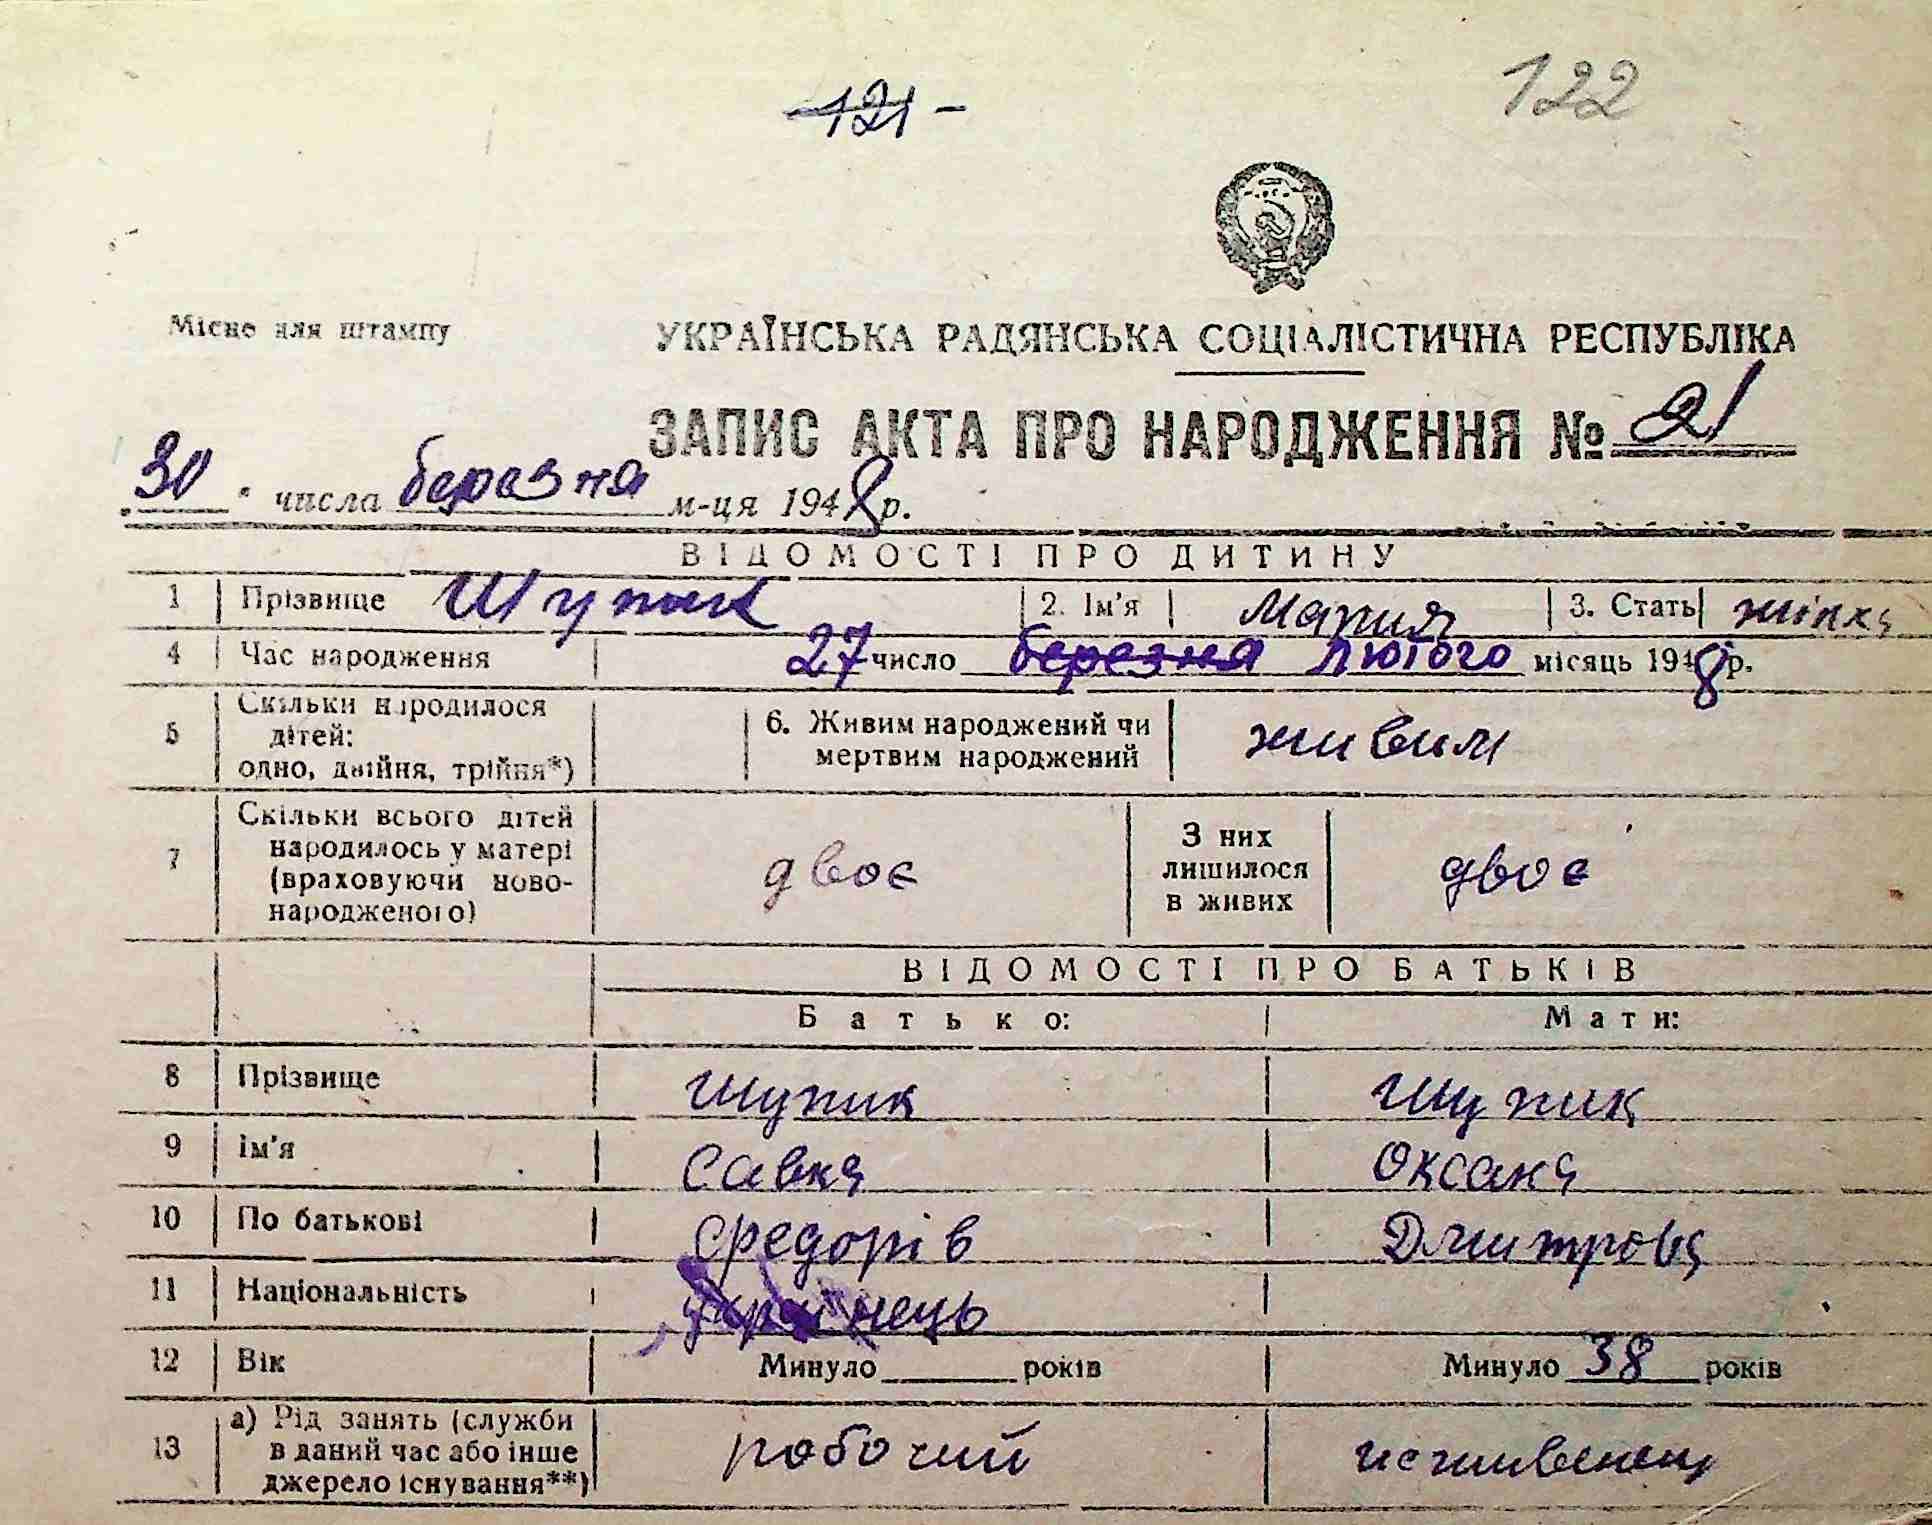 121 -
122
Місце для штампу
УКРАЇНСЬКА РАДЯНСЬКА СОЦІАЛІСТИЧНА РЕСПУБЛІКА
ЗАПИС АКТА ПРО НАРОДЖЕННЯ № 21
30 числа березня м-ця 1948 р.
ВІДОМОСТІ ПРО ДИТИНУ
1 Прізвище Шупик 2. Ім'я Мария 3. Стать жінка
4 Час народження 27 число березня лютого місяць 1948 р.
5 Скільки народилося
дітей:
одно, двійня, трійня*)
6. Живим народжений чи
мертвим народжений
живим
7 Скільки всього дітей
народилось у матері
(враховуючи ново-
народженого)
двоє
З них
лишилося
в живих
двоє
ВІДОМОСТІ ПРО БАТЬКІВ
Батько: Мати:
8 Прізвище Шупик Шупик
9 Ім'я Савка Оксана
10 По батькові Федорів Дмитрова
11 Національність українець
12 Вік Минуло років Минуло 38 років
13 а) Рід занять (служби
в даний час або інше
джерело існування**)
робочий